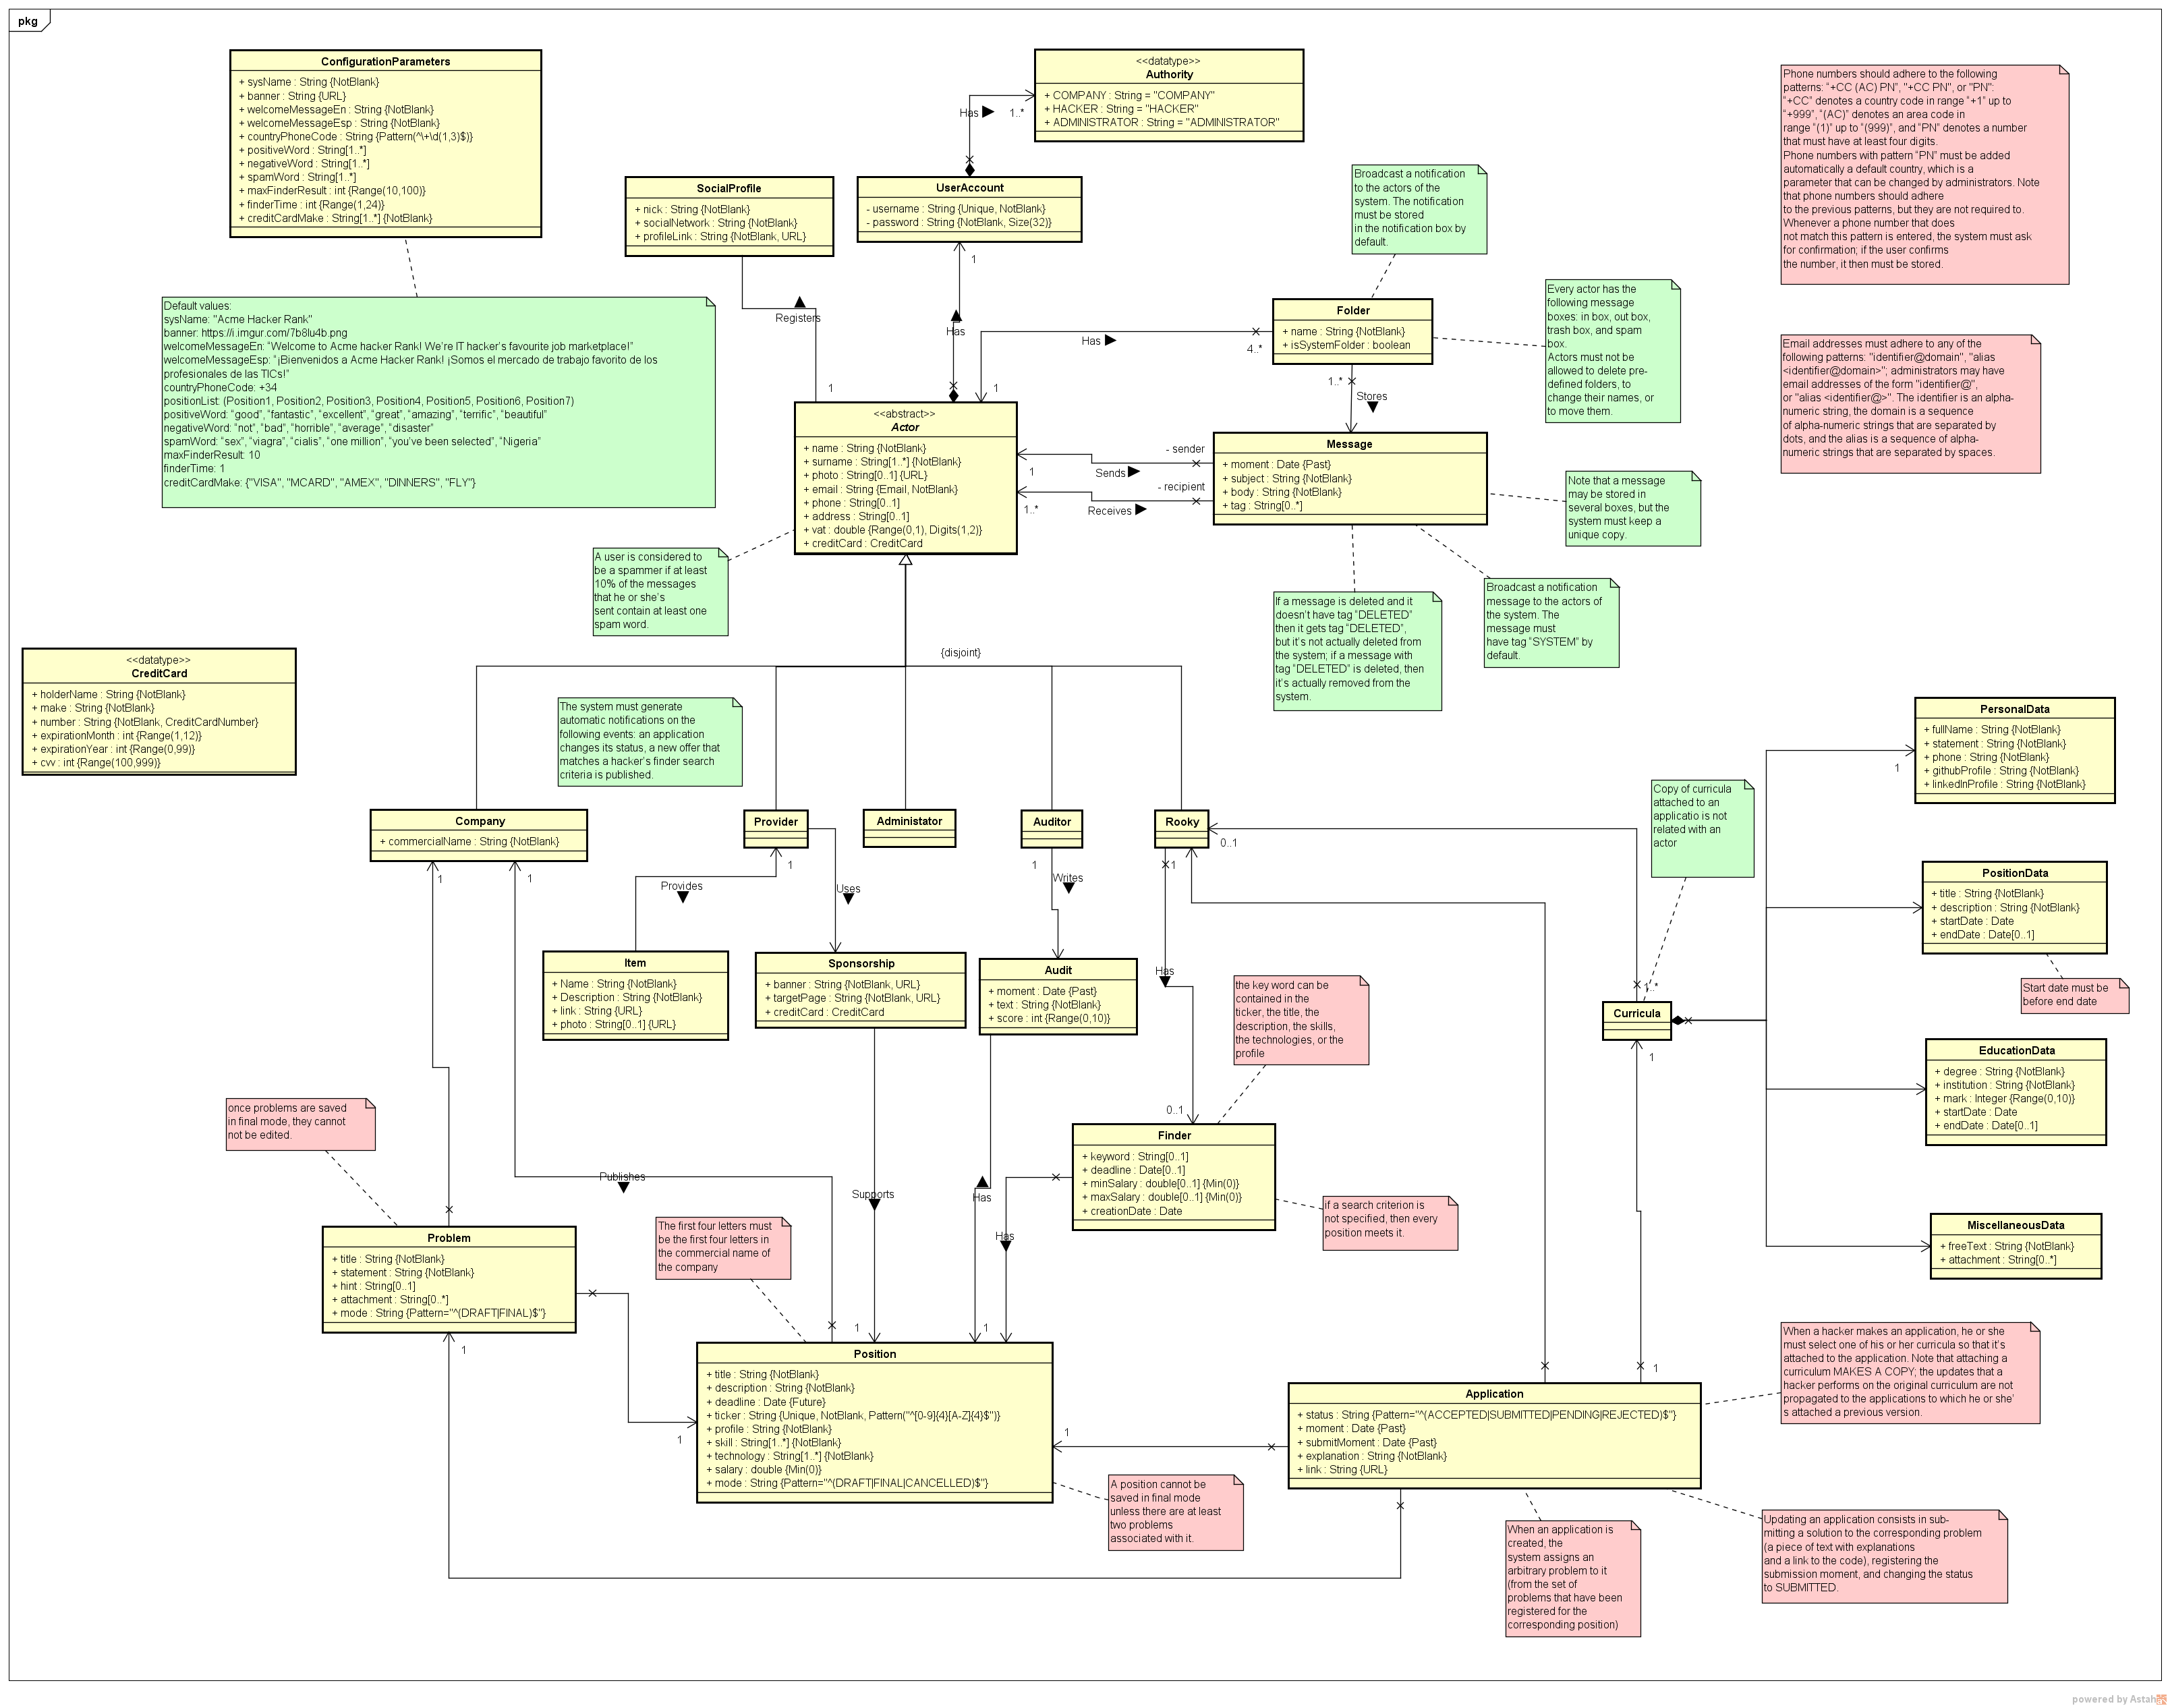 pkg
ConfigurationParameters
+ sysName : String {NotBlank}
+ banner : String {URL}
+ welcomeMessageEn : String {NotBlank}
+ welcomeMessageEsp : String {NotBlank}
+ countryPhoneCode : String {Pattern(^\+\d{1,3)$)}
+ positiveWord : String[1..*]
+ negativeWord : String[1..*]
+ spamWord : String[1..*]
+ maxFinderResult : int {Range(10,100)}
+ finderTime : int {Range(1,24)}
+ creditCardMake : String[1..*] {NotBlank}
Default values:
sysName: "Acme Hacker Rank"
banner: https://i.imgur.com/7b8lu4b.png
welcomeMessageEn: "Welcome to Acme hacker Rank! We're IT hacker's favourite job marketplace!"
welcomeMessageEsp: "¡Bienvenidos a Acme Hacker Rank! ¡Somos el mercado de trabajo favorito de los
profesionales de las TICs!"
countryPhoneCode: +34
positionList: (Position1, Position2, Position3, Position4, Position5, Position6, Position7)
positiveWord: "good", "fantastic", "excellent", "great", "amazing", "terrific", "beautiful"
negativeWord: "not", "bad", "horrible", "average", "disaster"
spamWord: "sex", "viagra", "cialis", "one million", "you've been selected", "Nigeria"
maxFinderResult: 10
finderTime: 1
creditCardMake: {"VISA", "MCARD", "AMEX", "DINNERS", "FLY"}
SocialProfile
+ nick : String {NotBlank}
+ socialNetwork : String {NotBlank}
+ profileLink : String {NotBlank, URL}
Registers
1
<<datatype>>
Authority
+ COMPANY : String = "COMPANY"
+ HACKER : String = "HACKER"
+ ADMINISTRATOR : String = "ADMINISTRATOR"
Has
1..*
UserAccount
- username : String {Unique, NotBlank}
- password : String {NotBlank, Size(32)}
1
Has
Broadcast a notification
to the actors of the
system. The notification
must be stored
in the notification box by
default.
Folder
+ name : String {NotBlank}
+ isSystemFolder : boolean
Has
4..*
1
Every actor has the
following message
boxes: in box, out box,
trash box, and spam
box.
Actors must not be
allowed to delete pre-
defined folders, to
change their names, or
to move them.
1..*
Stores
Phone numbers should adhere to the following
patterns: "+CC (AC) PN", "+CC PN", or "PN":
"+CC" denotes a country code in range "+1" up to
"+999", "(AC)" denotes an area code in
range "(1)" up to "(999)", and "PN" denotes a number
that must have at least four digits.
Phone numbers with pattern "PN" must be added
automatically a default country, which is a
parameter that can be changed by administrators. Note
that phone numbers should adhere
to the previous patterns, but they are not required to.
Whenever a phone number that does
not match this pattern is entered, the system must ask
for confirmation; if the user confirms
the number, it then must be stored.
Email addresses must adhere to any of the
following patterns: "identifier@domain", "alias
<identifier@domain>"; administrators may have
email addresses of the form "identifier@",
or "alias <identifier@>". The identifier is an alpha-
numeric string, the domain is a sequence
of alpha-numeric strings that are separated by
dots, and the alias is a sequence of alpha-
numeric strings that are separated by spaces.
<<abstract>>
Actor
+ name : String {NotBlank}
+ surname : String[1..*] {NotBlank}
+ photo : String[0..1] {URL}
+ email : String {Email, NotBlank}
+ phone : String[0..1]
+ address : String[0..1]
+ vat : double {Range(0,1), Digits(1,2)}
+ creditCard : CreditCard
- sender
1
Sends
- recipient
1..*
Receives
Message
+ moment : Date {Past}
+ subject : String {NotBlank}
+ body : String {NotBlank}
+ tag : String[0..*]
Note that a message
may be stored in
several boxes, but the
system must keep a
unique copy.
A user is considered to
be a spammer if at least
10% of the messages
that he or she's
sent contain at least one
spam word.
If a message is deleted and it
doesn't have tag "DELETED"
then it gets tag "DELETED",
but it's not actually deleted from
the system; if a message with
tag "DELETED" is deleted, then
it's actually removed from the
system.
Broadcast a notification
message to the actors of
the system. The
message must
have tag "SYSTEM" by
default.
{disjoint}
<<datatype>>
CreditCard
+ holderName : String {NotBlank}
+ make : String {NotBlank}
+ number : String {NotBlank, CreditCardNumber}
+ expirationMonth : int {Range(1,12)}
+ expirationYear : int {Range(0,99)}
+ cvv : int {Range(100,999)}
The system must generate
automatic notifications on the
following events: an application
changes its status, a new offer that
matches a hacker's finder search
criteria is published.
Company
+ commercialName : String {NotBlank}
Provider
Administator
Auditor
Rooky
0..1
Copy of curricula
attached to an
applicatio is not
related with an
actor
PersonalData
+ fullName : String {NotBlank}
+ statement : String {NotBlank}
+ phone : String {NotBlank}
+ githubProfile : String {NotBlank}
+ linkedInProfile : String {NotBlank}
1
PositionData
+ title : String {NotBlank}
+ description : String {NotBlank}
+ startDate : Date
+ endDate : Date[0..1]
Start date must be
before end date
1
1
Provides
1
Uses
1
Writes
1
Has
Item
+ Name : String {NotBlank}
+ Description : String {NotBlank}
+ link : String {URL}
+ photo : String[0..1] {URL}
Sponsorship
+ banner : String {NotBlank, URL}
+ targetPage : String {NotBlank, URL}
+ creditCard : CreditCard
Audit
+ moment : Date {Past}
+ text : String {NotBlank}
+ score : int {Range(0,10)}
the key word can be
contained in the
ticker, the title, the
description, the skills,
the technologies, or the
profile
1..*
Curricula
1
EducationData
+ degree : String {NotBlank}
+ institution : String {NotBlank}
+ mark : Integer {Range(0,10)}
+ startDate : Date
+ endDate : Date[0..1]
once problems are saved
in final mode, they cannot
not be edited.
0..1
Finder
+ keyword : String[0..1]
+ deadline : Date[0..1]
+ minSalary : double[0..1] {Min(0)}
+ maxSalary : double[0..1] {Min(0)}
+ creationDate : Date
if a search criterion is
not specified, then every
position meets it.
Publishes
Supports
Has
Has
MiscellaneousData
+ freeText : String {NotBlank}
+ attachment : String[0..*]
Problem
+ title : String {NotBlank}
+ statement : String {NotBlank}
+ hint : String[0..1]
+ attachment : String[0..*]
+ mode : String {Pattern="^(DRAFT|FINAL)$"}
1
The first four letters must
be the first four letters in
the commercial name of
the company
1
1
1
Position
+ title : String {NotBlank}
+ description : String {NotBlank}
+ deadline : Date {Future}
+ ticker : String {Unique, NotBlank, Pattern("^[0-9]{4}[A-Z]{4}$")}
+ profile : String {NotBlank}
+ skill : String[1..*] {NotBlank}
+ technology : String[1..*] {NotBlank}
+ salary : double {Min(0)}
+ mode : String {Pattern="^(DRAFT|FINAL|CANCELLED)$"}
1
A position cannot be
saved in final mode
unless there are at least
two problems
associated with it.
1
Application
+ status : String {Pattern="^(ACCEPTED|SUBMITTED|PENDING|REJECTED)$"}
+ moment : Date {Past}
+ submitMoment : Date {Past}
+ explanation : String {NotBlank}
+ link : String {URL}
When a hacker makes an application, he or she
must select one of his or her curricula so that it's
attached to the application. Note that attaching a
curriculum MAKES A COPY; the updates that a
hacker performs on the original curriculum are not
propagated to the applications to which he or she'
s attached a previous version.
When an application is
created, the
system assigns an
arbitrary problem to it
(from the set of
problems that have been
registered for the
corresponding position)
Updating an application consists in sub-
mitting a solution to the corresponding problem
(a piece of text with explanations
and a link to the code), registering the
submission moment, and changing the status
to SUBMITTED.
powered by Astah